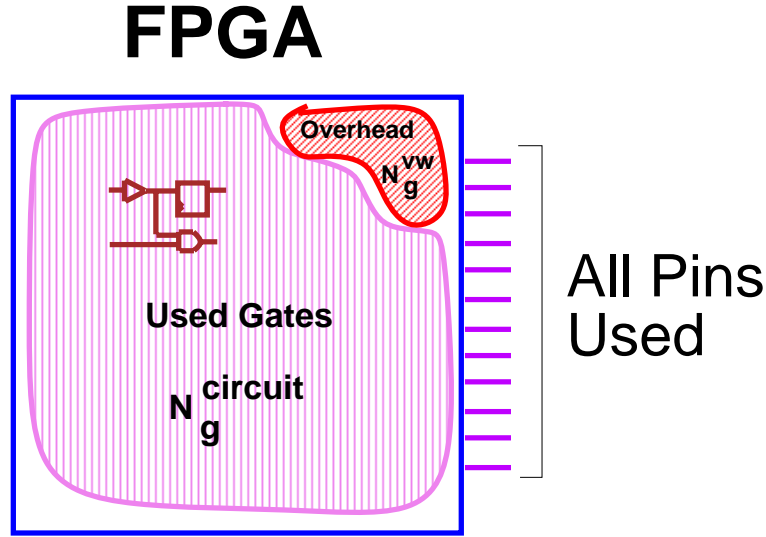 FPGA
Overhead
N g vw
Used Gates
N g circuit
All Pins
Used